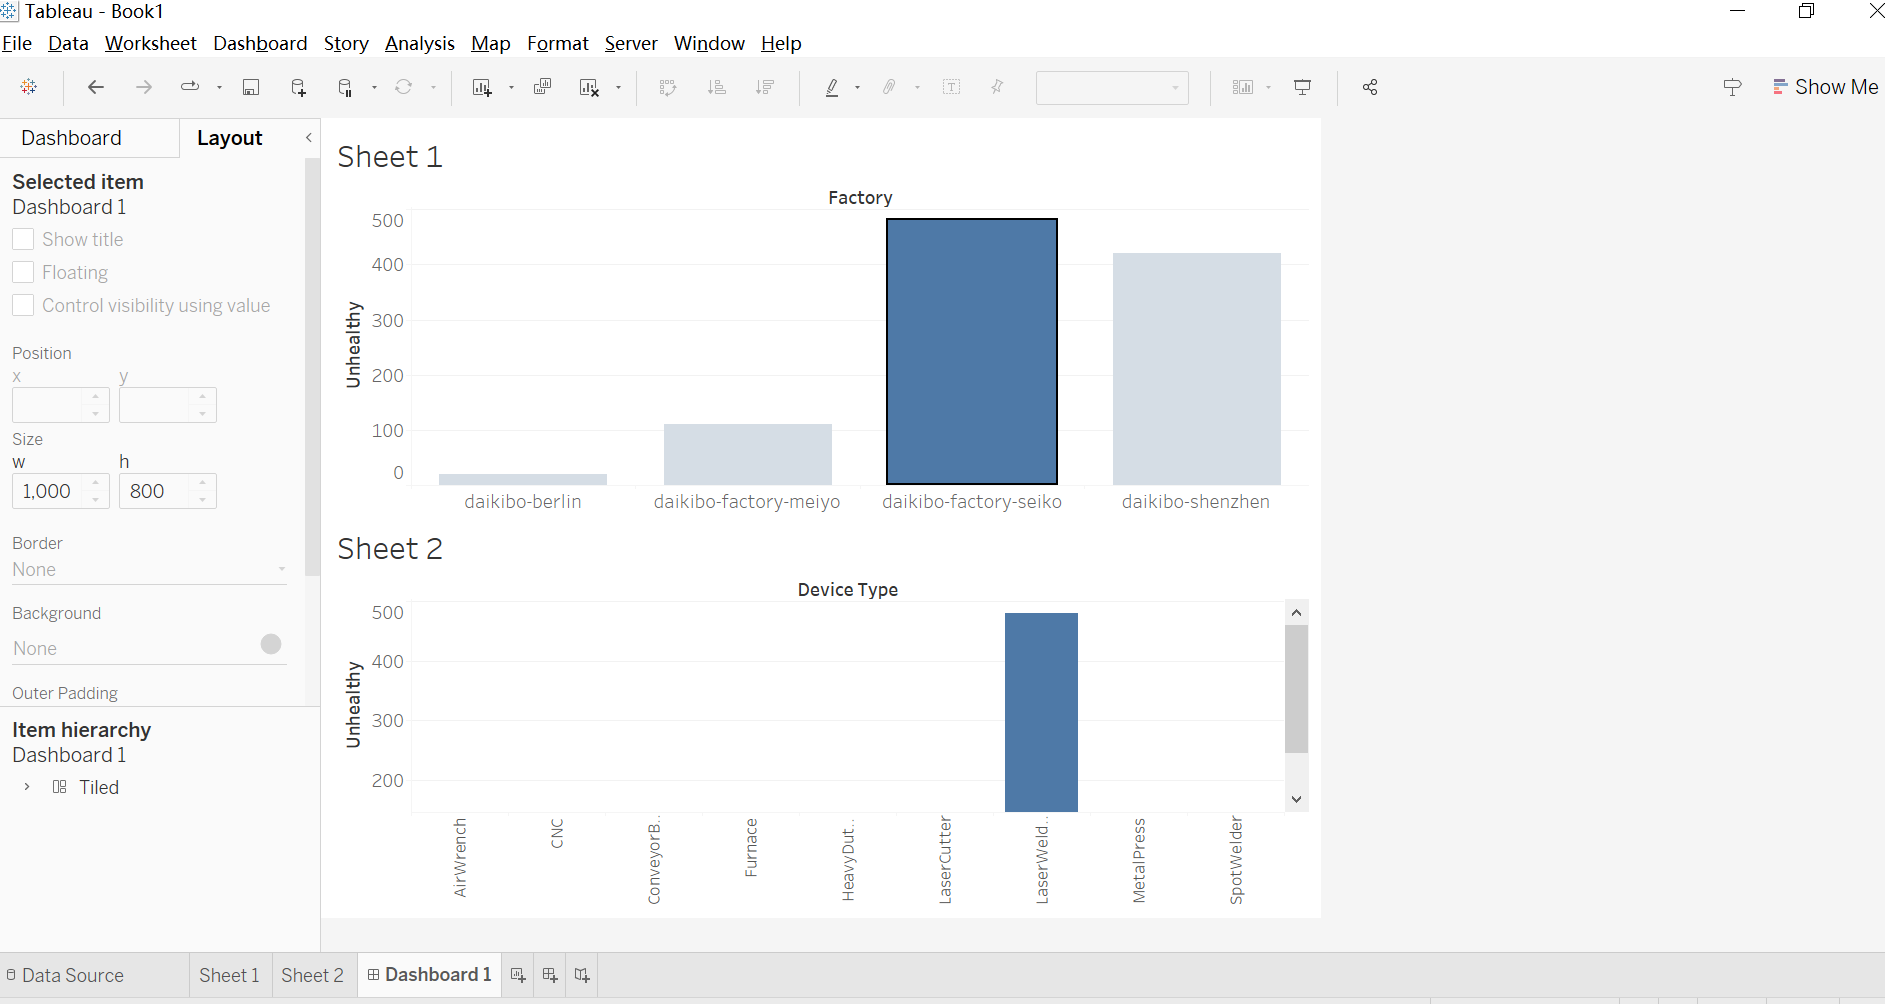 Tableau - Book1
File Data Worksheet Dashboard Story Analysis Map Format Server Window Help
Show Me
Dashboard Layout
Selected item
Dashboard 1
Show title
Floating
Control visibility using value
Position
x y
Size
w h
1,000 800
Border
None
Background
None
Outer Padding
Item hierarchy
Dashboard 1
Tiled
Sheet 1
Factory
500
400
300
200
100
0
Unhealthy
daikibo-berlin daikibo-factory-meiyo daikibo-factory-seiko daikibo-shenzhen
Sheet 2
Device Type
500
400
300
200
Unhealthy
AirWrench
CNC
ConveyorB..
Furnace
HeavyDut..
LaserCutter
LaserWeld..
MetalPress
SpotWelder
Data Source Sheet 1 Sheet 2 Dashboard 1